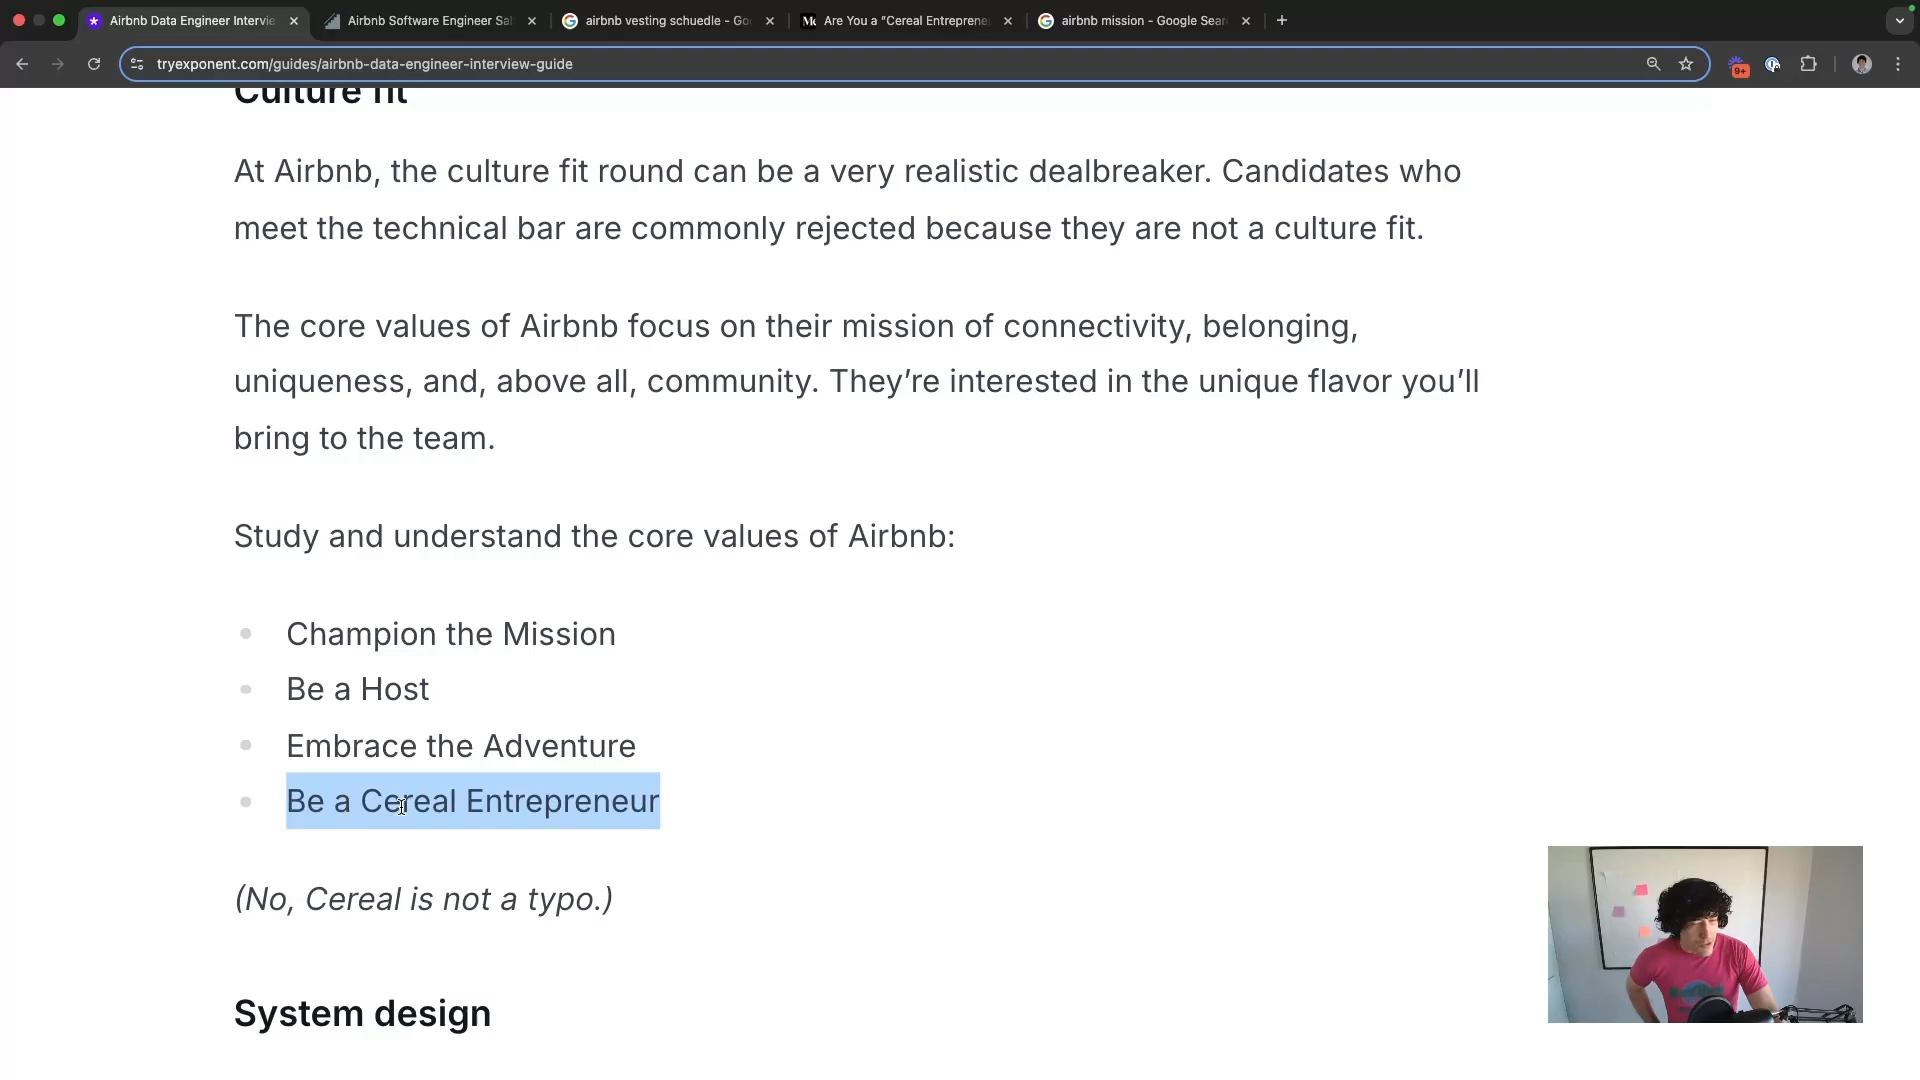 Airbnb Data Engineer Intervie
Airbnb Software Engineer Sal
airbnb vesting schuedle - Goo
Are You a “Cereal Entreprene
airbnb mission - Google Sear
tryexponent.com/guides/airbnb-data-engineer-interview-guide
9+
Culture fit
At Airbnb, the culture fit round can be a very realistic dealbreaker. Candidates who
meet the technical bar are commonly rejected because they are not a culture fit.
The core values of Airbnb focus on their mission of connectivity, belonging,
uniqueness, and, above all, community. They’re interested in the unique flavor you’ll
bring to the team.
Study and understand the core values of Airbnb:
Champion the Mission
Be a Host
Embrace the Adventure
Be a Cereal Entrepreneur
(No, Cereal is not a typo.)
System design